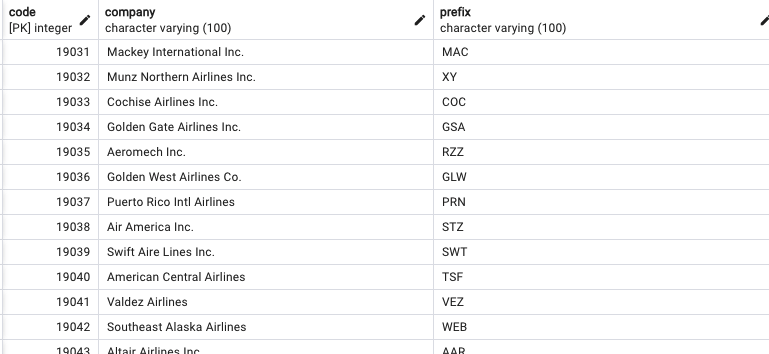 code company prefix
[PK] integer character varying (100) character varying (100)
19031 Mackey International Inc. MAC
19032 Munz Northern Airlines Inc. XY
19033 Cochise Airlines Inc. COC
19034 Golden Gate Airlines Inc. GSA
19035 Aeromech Inc. RZZ
19036 Golden West Airlines Co. GLW
19037 Puerto Rico Intl Airlines PRN
19038 Air America Inc. STZ
19039 Swift Aire Lines Inc. SWT
19040 American Central Airlines TSF
19041 Valdez Airlines VEZ
19042 Southeast Alaska Airlines WEB
19043 Altair Airlines Inc. AAR